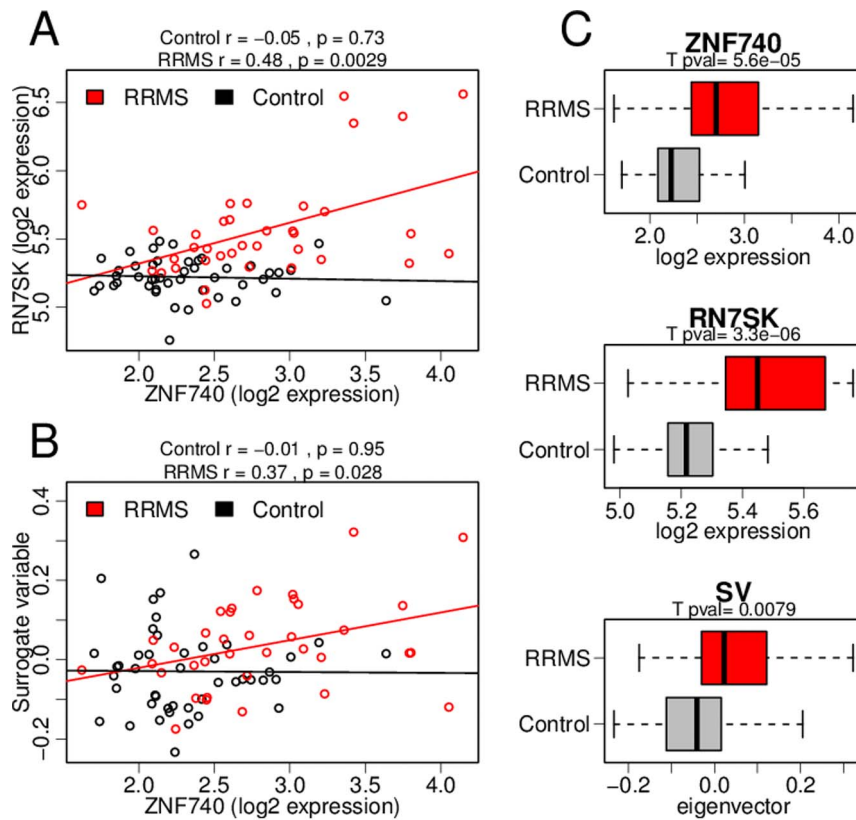 A
Control r = −0.05 , p = 0.73
RRMS r = 0.48 , p = 0.0029
RRMS Control
RN7SK (log2 expression)
6.5
6.0
5.5
5.0
2.0 2.5 3.0 3.5 4.0
ZNF740 (log2 expression)
B
Control r = −0.01 , p = 0.95
RRMS r = 0.37 , p = 0.028
RRMS Control
Surrogate variable
0.4
0.2
0.0
−0.2
2.0 2.5 3.0 3.5 4.0
ZNF740 (log2 expression)
C
ZNF740
T pval= 5.6e−05
RRMS
Control
2.0 3.0 4.0
log2 expression
RN7SK
T pval= 3.3e−06
RRMS
Control
5.0 5.2 5.4 5.6
log2 expression
SV
T pval= 0.0079
RRMS
Control
−0.2 0.0 0.2
eigenvector